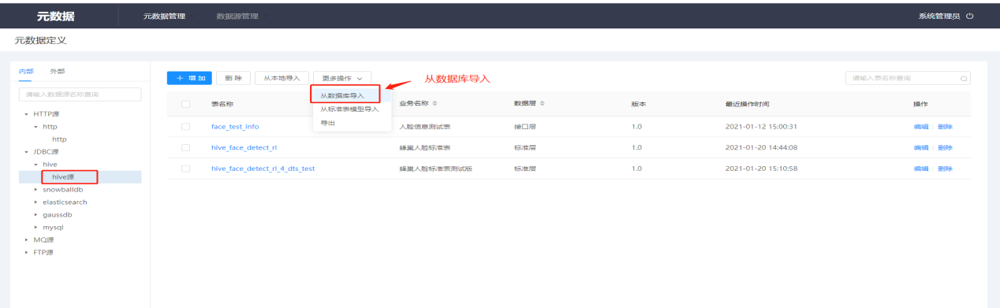 元数据 元数据管理 数据源管理 系统管理员
元数据定义
内部 外部
请输入数据源名称查询
HTTP源
http
http
JDBC源
hive
hive源
snowballdb
elasticsearch
gaussdb
mysql
MQ源
FTP源
+ 增加 删除 从本地导入 更多操作 从数据库导入 请输入表名称查询
从数据库导入
从标准表模型导入
导出
表名称 业务名称 数据层 版本 最近操作时间 操作
face_test_info 人脸信息测试表 接口层 1.0 2021-01-12 15:00:31 编辑 删除
hive_face_detect_rl 蜂巢人脸标准表 标准层 1.0 2021-01-20 14:44:08 编辑 删除
hive_face_detect_rl_4_dts_test 蜂巢人脸标准表测试版 标准层 1.0 2021-01-20 15:10:58 编辑 删除